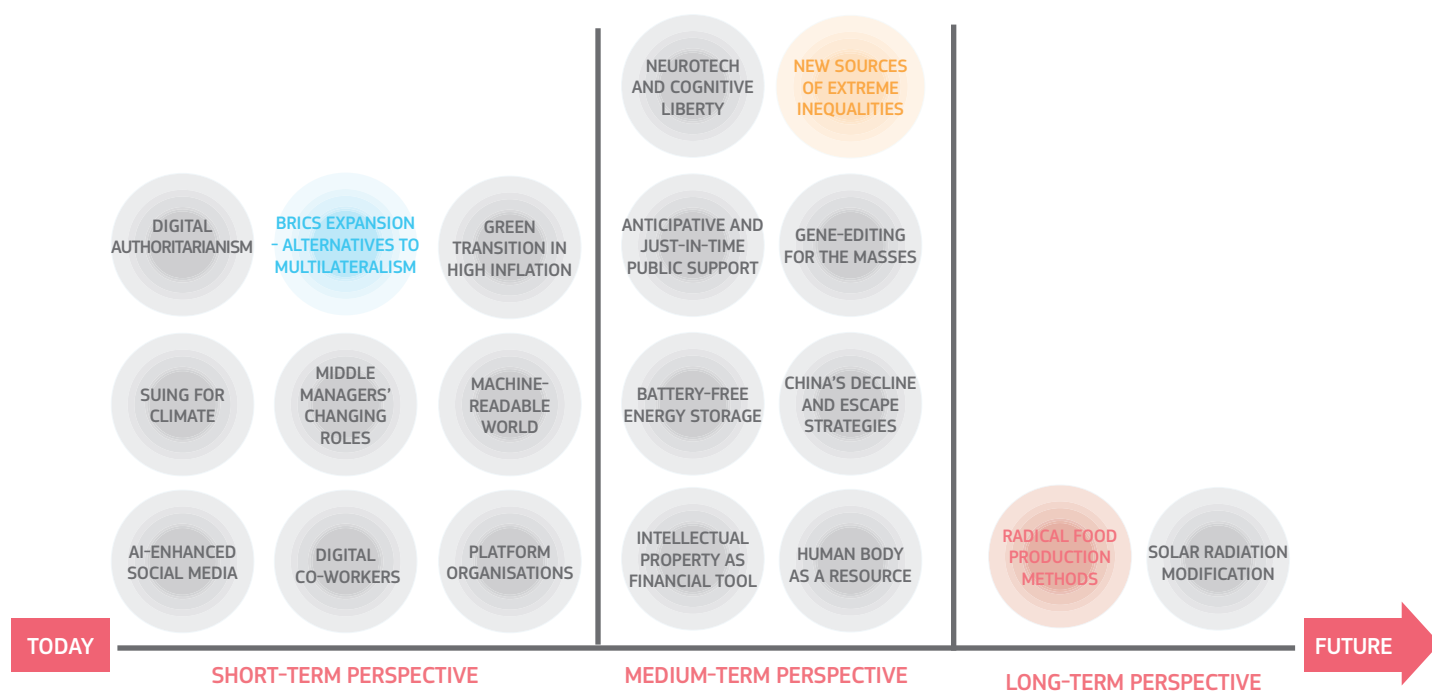 NEUROTECH
AND COGNITIVE
LIBERTY
NEW SOURCES
OF EXTREME
INEQUALITIES
DIGITAL
AUTHORITARIANISM
BRICS EXPANSION
- ALTERNATIVES TO
MULTILATERALISM
GREEN
TRANSITION IN
HIGH INFLATION
ANTICIPATIVE AND
JUST-IN-TIME
PUBLIC SUPPORT
GENE-EDITING
FOR THE MASSES
SUING FOR
CLIMATE
MIDDLE
MANAGERS'
CHANGING
ROLES
MACHINE-
READABLE
WORLD
BATTERY-FREE
ENERGY STORAGE
CHINA'S DECLINE
AND ESCAPE
STRATEGIES
AI-ENHANCED
SOCIAL MEDIA
DIGITAL
CO-WORKERS
PLATFORM
ORGANISATIONS
INTELLECTUAL
PROPERTY AS
FINANCIAL TOOL
HUMAN BODY
AS A RESOURCE
RADICAL FOOD
PRODUCTION
METHODS
SOLAR RADIATION
MODIFICATION
TODAY
FUTURE
SHORT-TERM PERSPECTIVE
MEDIUM-TERM PERSPECTIVE
LONG-TERM PERSPECTIVE